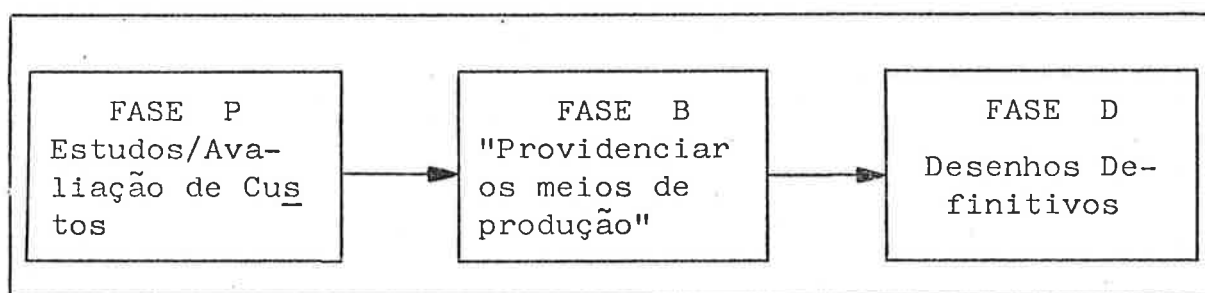 FASE P
Estudos/Ava-
liação de Cus
tos
FASE B
"Providenciar
os meios de
produção"
FASE D
Desenhos De-
finitivos